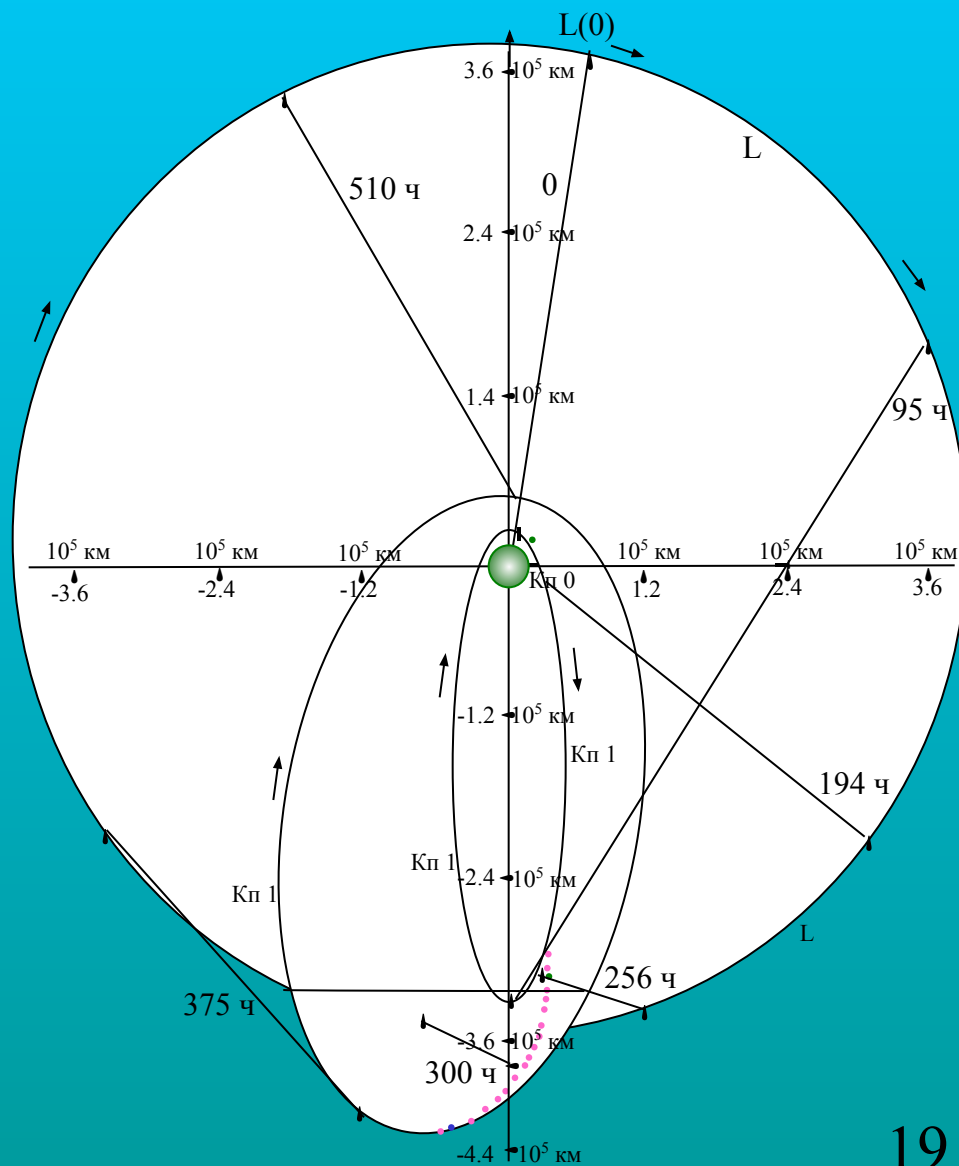 L(0)
3.6 10⁵ км
L
510 ч
0
2.4 10⁵ км
1.4 10⁵ км
95 ч
10⁵ км 10⁵ км 10⁵ км 10⁵ км 10⁵ км 10⁵ км
-3.6 -2.4 -1.2 Кп 0 1.2 2.4 3.6
-1.2 10⁵ км
Кп 1
194 ч
Кп 1
-2.4 10⁵ км
Кп 1
L
256 ч
375 ч
-3.6 10⁵ км
300 ч
19
-4.4 10⁵ км